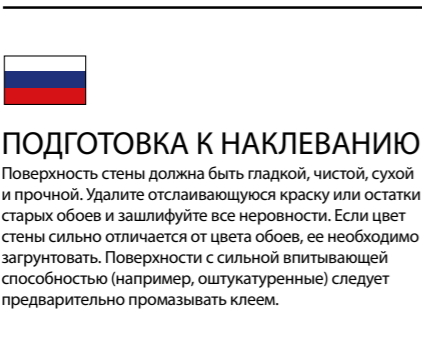 ПОДГОТОВКА К НАКЛЕВАНИЮ
Поверхность стены должна быть гладкой, чистой, сухой
и прочной. Удалите отслаивающуюся краску или остатки
старых обоев и зашлифуйте все неровности. Если цвет
стены сильно отличается от цвета обоев, ее необходимо
загрунтовать. Поверхности с сильной впитывающей
способностью (например, оштукатуренные) следует
предварительно промазывать клеем.